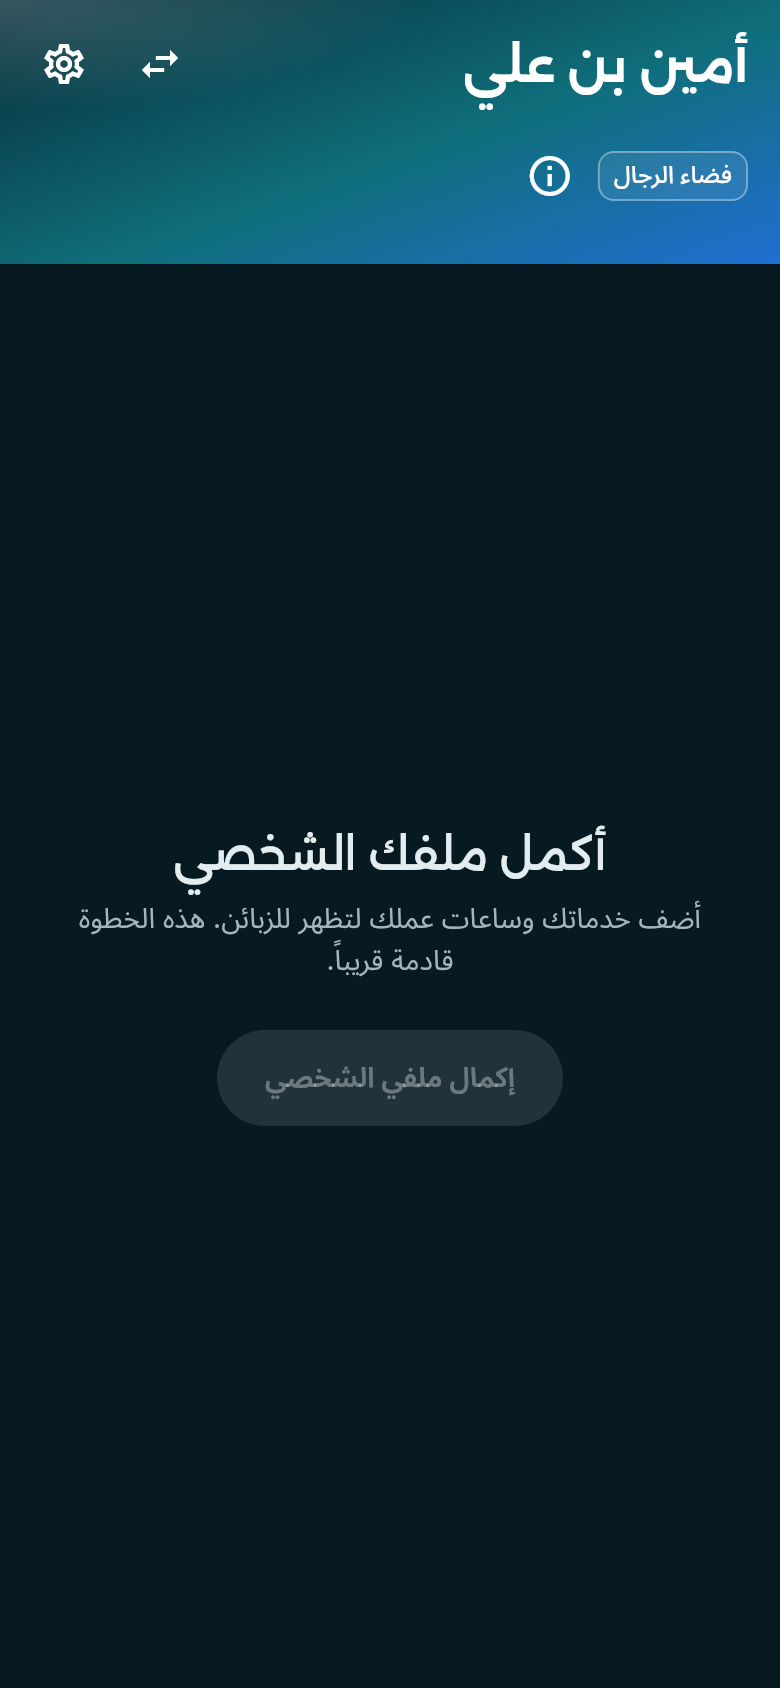 أمين بن علي
فضاء الرجال
أكمل ملفك الشخصي
أضف خدماتك وساعات عملك لتظهر للزبائن. هذه الخطوة
قادمة قريباً.
إكمال ملفي الشخصي